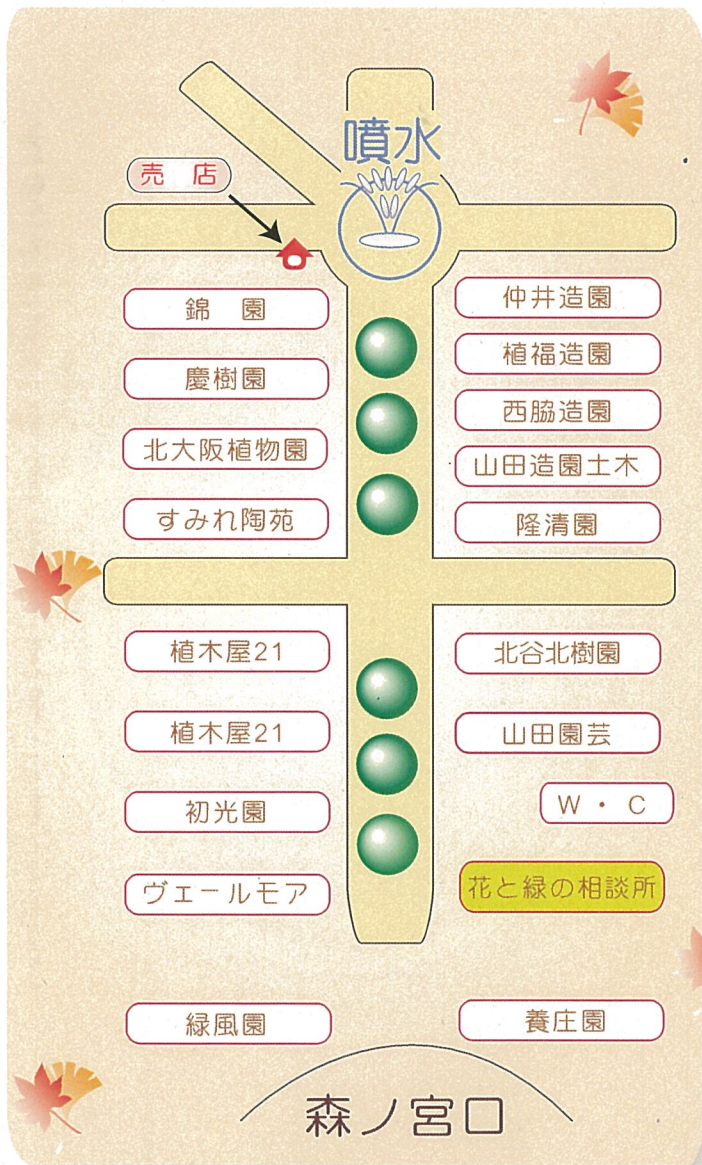 噴水
売 店
錦 園
慶樹園
北大阪植物園
すみれ陶苑
仲井造園
植福造園
西脇造園
山田造園土木
隆清園
植木屋21
植木屋21
初光園
ヴェールモア
北谷北樹園
山田園芸
W・C
花と緑の相談所
緑風園
養庄園
森ノ宮口